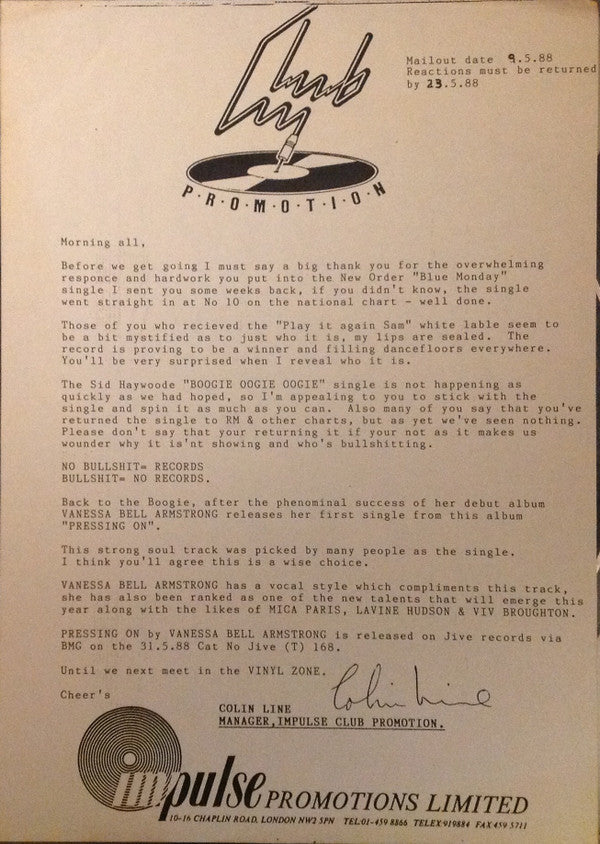 Club
P·R·O·M·O·T·I·O·N
Mailout date 9.5.88
Reactions must be returned
by 23.5.88
Morning all,
Before we get going I must say a big thank you for the overwhelming
responce and hardwork you put into the New Order "Blue Monday"
single I sent you some weeks back, if you didn't know, the single
went straight in at No 10 on the national chart - well done.
Those of you who recieved the "Play it again Sam" white lable seem to
be a bit mystified as to just who it is, my lips are sealed. The
record is proving to be a winner and filling dancefloors everywhere.
You'll be very surprised when I reveal who it is.
The Sid Haywoode "BOOGIE OOGIE OOGIE" single is not happening as
quickly as we had hoped, so I'm appealing to you to stick with the
single and spin it as much as you can. Also many of you say that you've
returned the single to RM & other charts, but as yet we've seen nothing.
Please don't say that your returning it if your not as it makes us
wounder why it is'nt showing and who's bullshitting.
NO BULLSHIT= RECORDS
BULLSHIT= NO RECORDS.
Back to the Boogie, after the phenominal success of her debut album
VANESSA BELL ARMSTRONG releases her first single from this album
"PRESSING ON".
This strong soul track was picked by many people as the single.
I think you'll agree this is a wise choice.
VANESSA BELL ARMSTRONG has a vocal style which compliments this track,
she has also been ranked as one of the new talents that will emerge this
year along with the likes of MICA PARIS, LAVINE HUDSON & VIV BROUGHTON.
PRESSING ON by VANESSA BELL ARMSTRONG is released on Jive records via
BMG on the 31.5.88 Cat No Jive (T) 168.
Until we next meet in the VINYL ZONE.
Cheer's
Colin Line
COLIN LINE
MANAGER,IMPULSE CLUB PROMOTION.
impulse PROMOTIONS LIMITED
10-16 CHAPLIN ROAD, LONDON NW2 5PN TEL:01-459 8866 TELEX 919884 FAX 459 5711